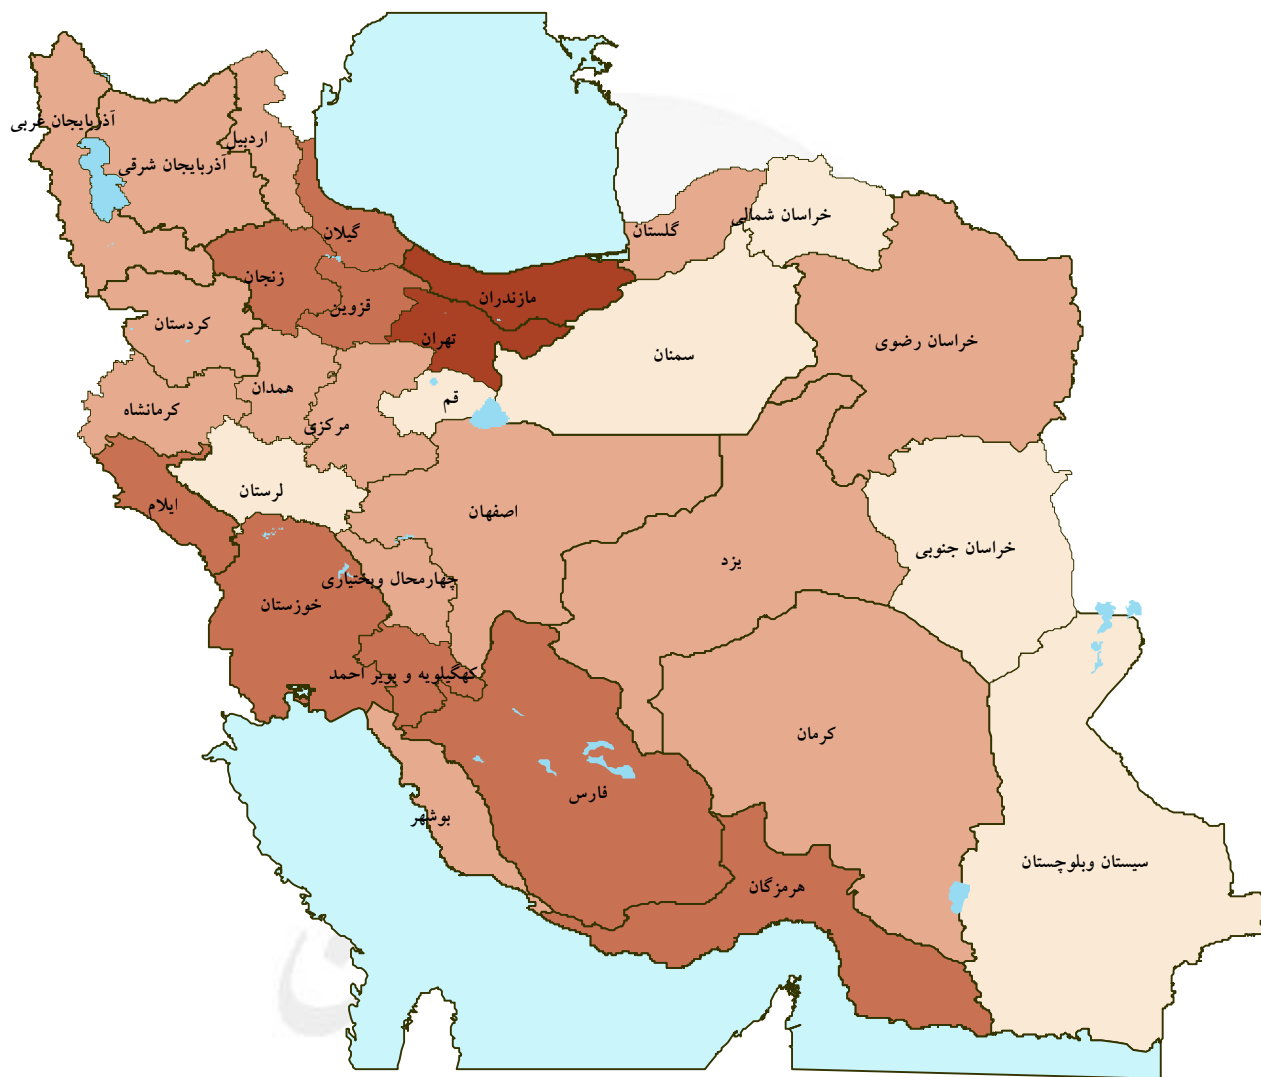 آذربایجان غربی
اردبیل
آذربایجان شرقی
خراسان شمالی
گلستان
گیلان
زنجان
مازندران
قزوین
کردستان
تهران
خراسان رضوی
سمنان
همدان
قم
کرمانشاه
مرکزی
لرستان
ایلام
اصفهان
خراسان جنوبی
یزد
چهارمحال وبختیاری
خوزستان
کهگیلویه و بویر احمد
کرمان
فارس
بوشهر
سیستان وبلوچستان
هرمزگان